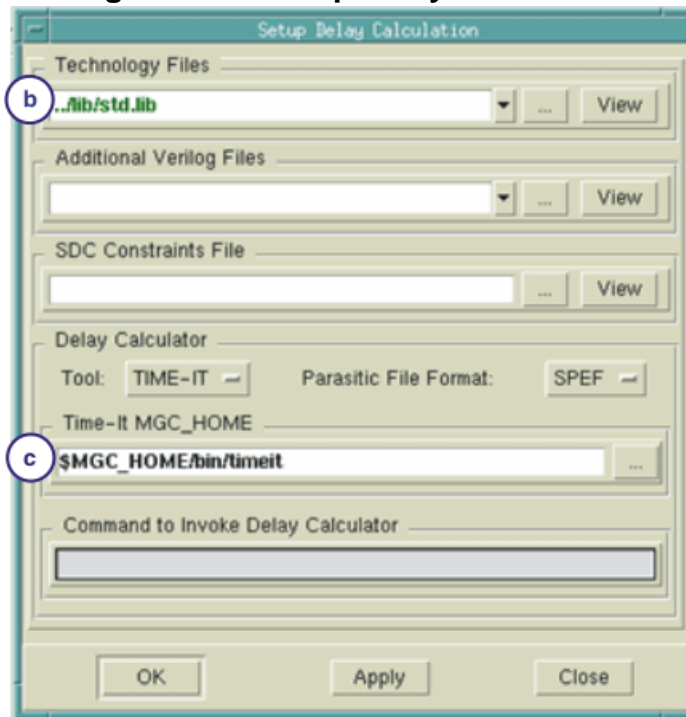 Setup Delay Calculation
Technology Files
b
../lib/std.lib
...
View
Additional Verilog Files
...
View
SDC Constraints File
...
View
Delay Calculator
Tool: TIME-IT Parasitic File Format: SPEF
Time-It MGC_HOME
c
$MGC_HOME/bin/timeit
...
Command to Invoke Delay Calculator
OK Apply Close